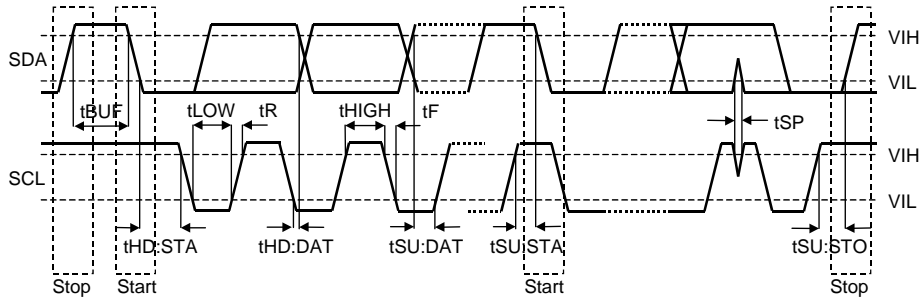 VIH
SDA
VIL
tBUF
tLOW
tR
tHIGH
tF
tSP
VIH
SCL
VIL
tHD:STA
tHD:DAT
tSU:DAT
tSU:STA
tSU:STO
Stop
Start
Start
Stop